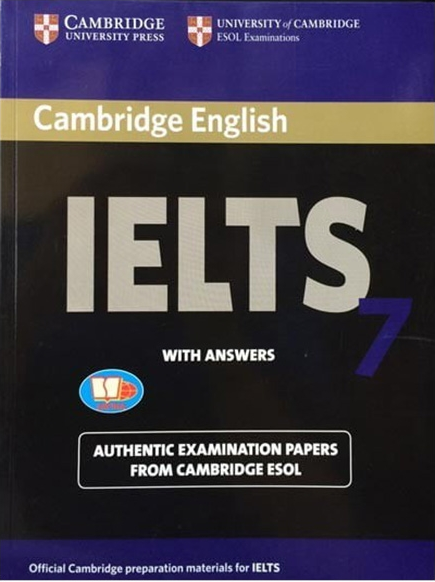 CAMBRIDGE
UNIVERSITY PRESS
UNIVERSITY of CAMBRIDGE
ESOL Examinations
Cambridge English
IELTS
7
WITH ANSWERS
AUTHENTIC EXAMINATION PAPERS
FROM CAMBRIDGE ESOL
Official Cambridge preparation materials for IELTS